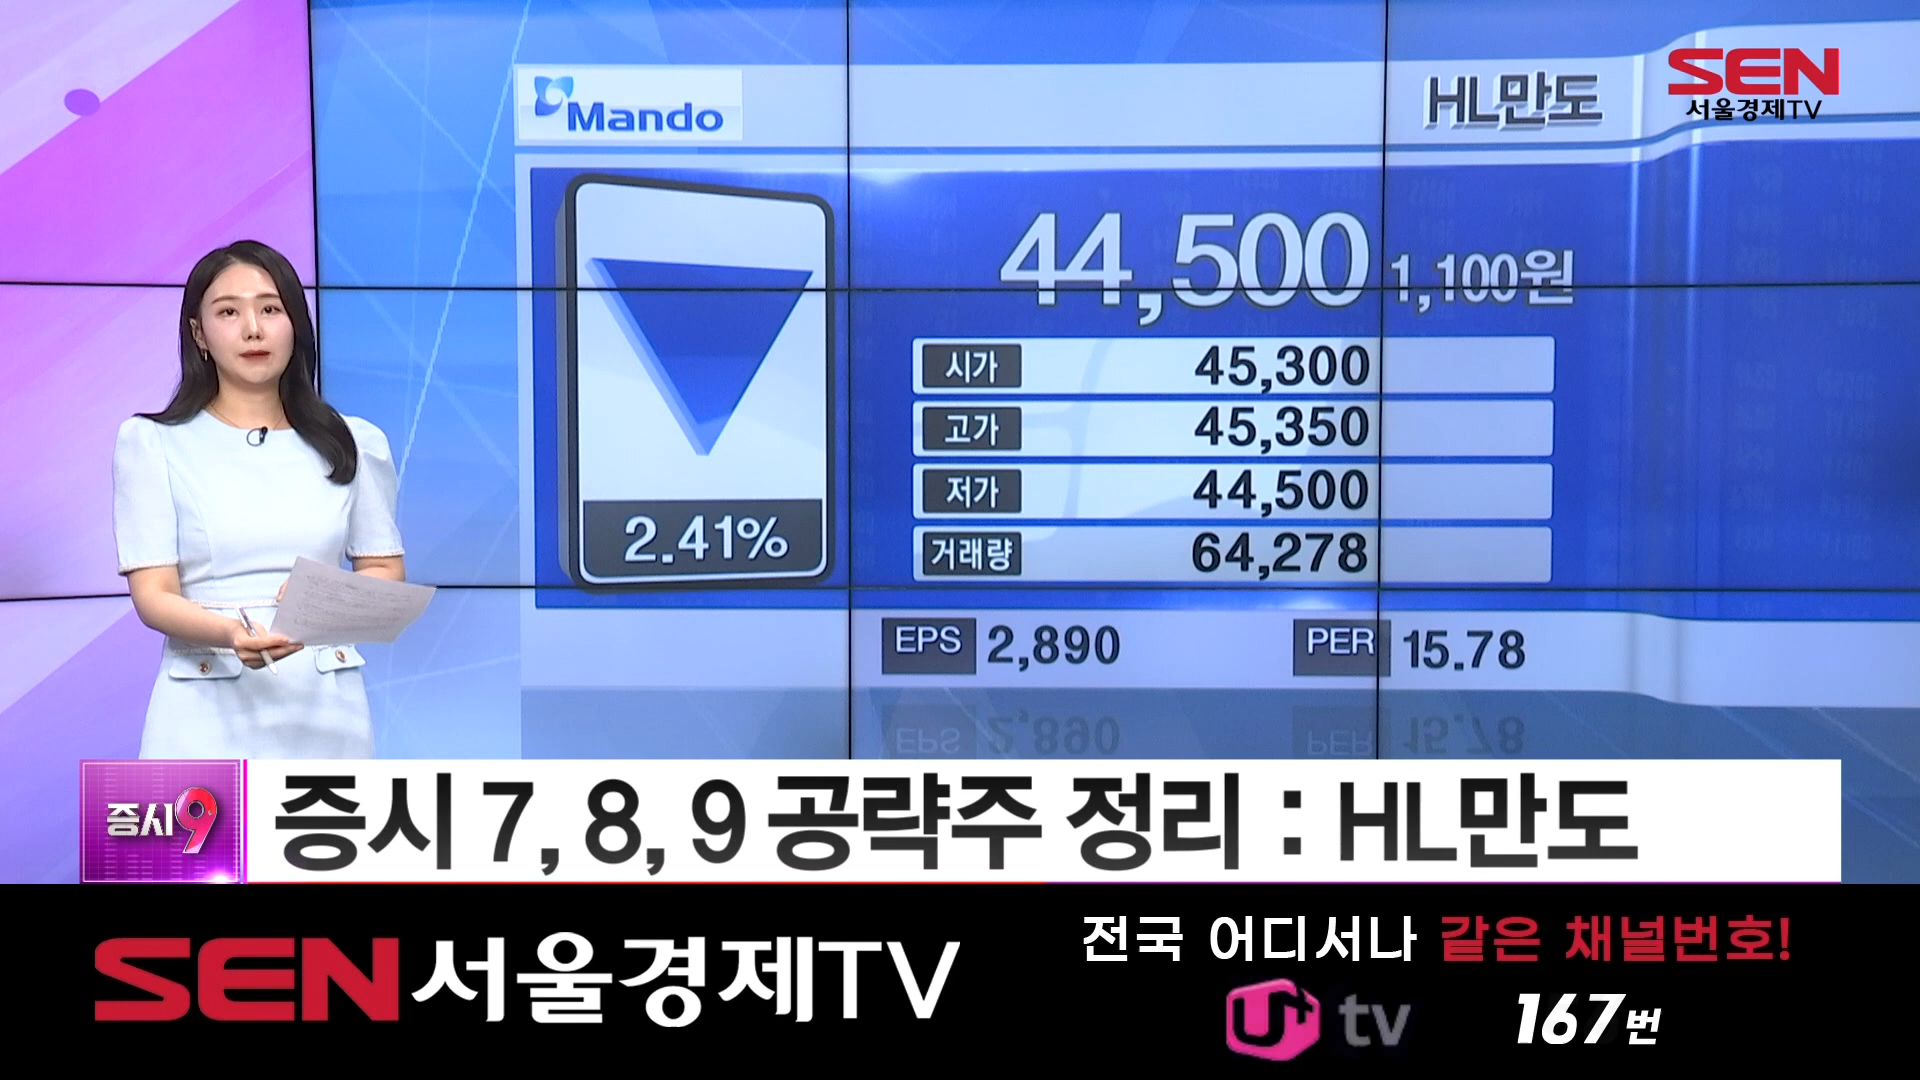 Mando
HL만도
SEN
서울경제TV
44,500 1,100원
시가 45,300
고가 45,350
저가 44,500
거래량 64,278
2.41%
EPS 2,890 PER 15.78
증시9
증시 7, 8, 9 공략주 정리 : HL만도
SEN 서울경제TV
전국 어디서나 같은 채널번호!
U+ tv 167번